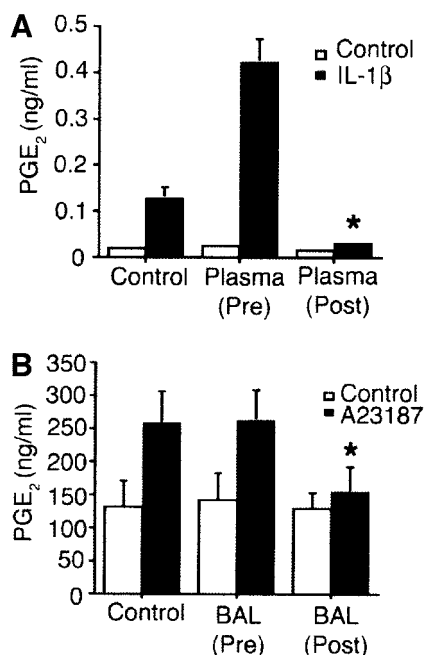 A
PGE₂ (ng/ml)
0.5
0.4
0.3
0.2
0.1
0
Control
IL-1β
*
Control Plasma Plasma
(Pre) (Post)
B
PGE₂ (ng/ml)
350
300
250
200
150
100
50
0
Control
A23187
*
Control BAL BAL
(Pre) (Post)